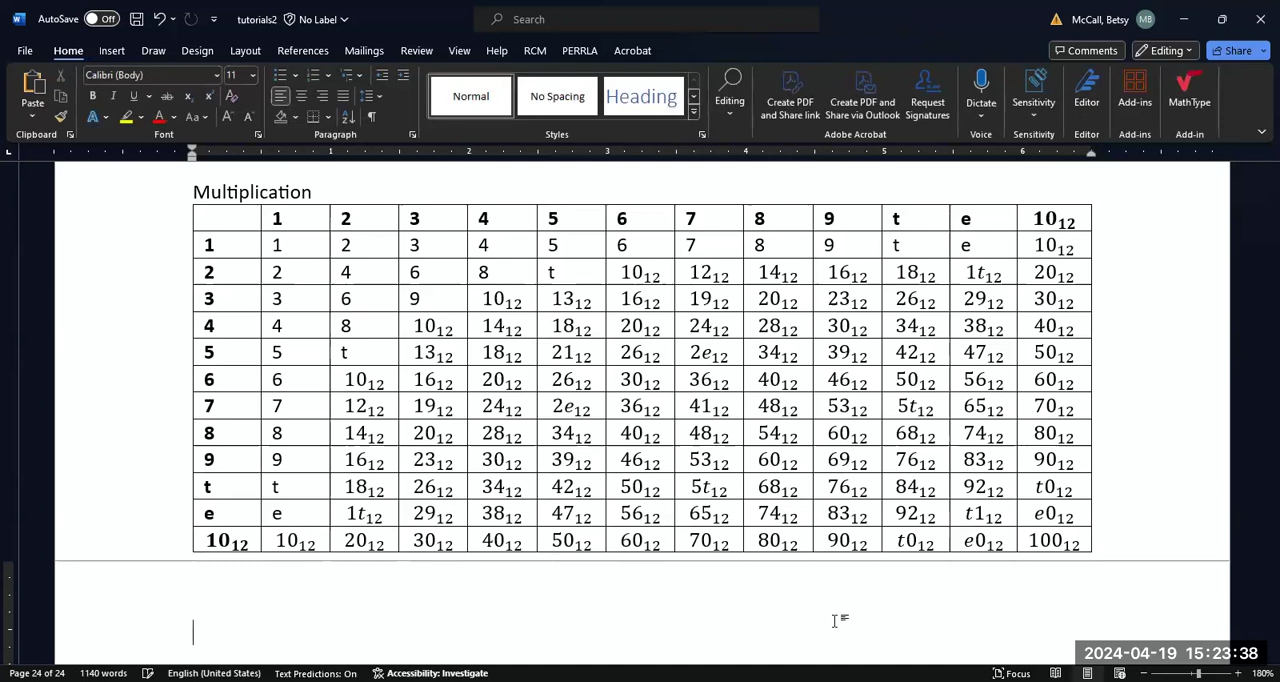 AutoSave Off tutorials2 No Label Search McCall, Betsy MB
File Home Insert Draw Design Layout References Mailings Review View Help RCM PERRLA Acrobat Comments Editing Share
Paste Calibri (Body) 11 Normal No Spacing Heading Editing Create PDF and Share link Create PDF and Share via Outlook Request Signatures Dictate Sensitivity Editor Add-ins MathType
Clipboard Font Paragraph Styles Adobe Acrobat Voice Sensitivity Editor Add-ins Add-in
1 2 3 4 5 6
Multiplication
1 2 3 4 5 6 7 8 9 t e 10₁₂
1 1 2 3 4 5 6 7 8 9 t e 10₁₂
2 2 4 6 8 t 10₁₂ 12₁₂ 14₁₂ 16₁₂ 18₁₂ 1t₁₂ 20₁₂
3 3 6 9 10₁₂ 13₁₂ 16₁₂ 19₁₂ 20₁₂ 23₁₂ 26₁₂ 29₁₂ 30₁₂
4 4 8 10₁₂ 14₁₂ 18₁₂ 20₁₂ 24₁₂ 28₁₂ 30₁₂ 34₁₂ 38₁₂ 40₁₂
5 5 t 13₁₂ 18₁₂ 21₁₂ 26₁₂ 2e₁₂ 34₁₂ 39₁₂ 42₁₂ 47₁₂ 50₁₂
6 6 10₁₂ 16₁₂ 20₁₂ 26₁₂ 30₁₂ 36₁₂ 40₁₂ 46₁₂ 50₁₂ 56₁₂ 60₁₂
7 7 12₁₂ 19₁₂ 24₁₂ 2e₁₂ 36₁₂ 41₁₂ 48₁₂ 53₁₂ 5t₁₂ 65₁₂ 70₁₂
8 8 14₁₂ 20₁₂ 28₁₂ 34₁₂ 40₁₂ 48₁₂ 54₁₂ 60₁₂ 68₁₂ 74₁₂ 80₁₂
9 9 16₁₂ 23₁₂ 30₁₂ 39₁₂ 46₁₂ 53₁₂ 60₁₂ 69₁₂ 76₁₂ 83₁₂ 90₁₂
t t 18₁₂ 26₁₂ 34₁₂ 42₁₂ 50₁₂ 5t₁₂ 68₁₂ 76₁₂ 84₁₂ 92₁₂ t0₁₂
e e 1t₁₂ 29₁₂ 38₁₂ 47₁₂ 56₁₂ 65₁₂ 74₁₂ 83₁₂ 92₁₂ t1₁₂ e0₁₂
10₁₂ 10₁₂ 20₁₂ 30₁₂ 40₁₂ 50₁₂ 60₁₂ 70₁₂ 80₁₂ 90₁₂ t0₁₂ e0₁₂ 100₁₂
2024-04-19 15:23:38
Page 24 of 24 1140 words English (United States) Text Predictions: On Accessibility: Investigate Focus 180%